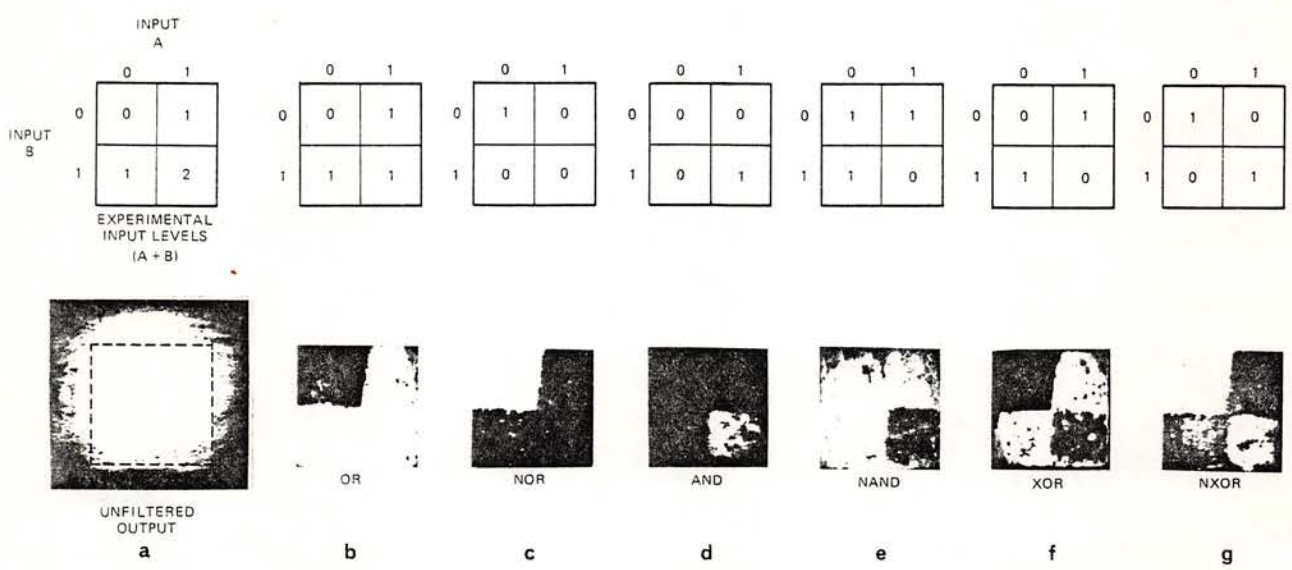 INPUT
A
0 1 0 1 0 1 0 1 0 1 0 1 0 1
0 0 1 0 0 1 0 1 0 0 0 0 0 1 1 0 0 1 0 1 0
INPUT
B
1 1 2 1 1 1 1 0 0 1 0 1 1 1 0 1 1 0 1 0 1
EXPERIMENTAL
INPUT LEVELS
(A + B)
OR NOR AND NAND XOR NXOR
UNFILTERED
OUTPUT
a b c d e f g